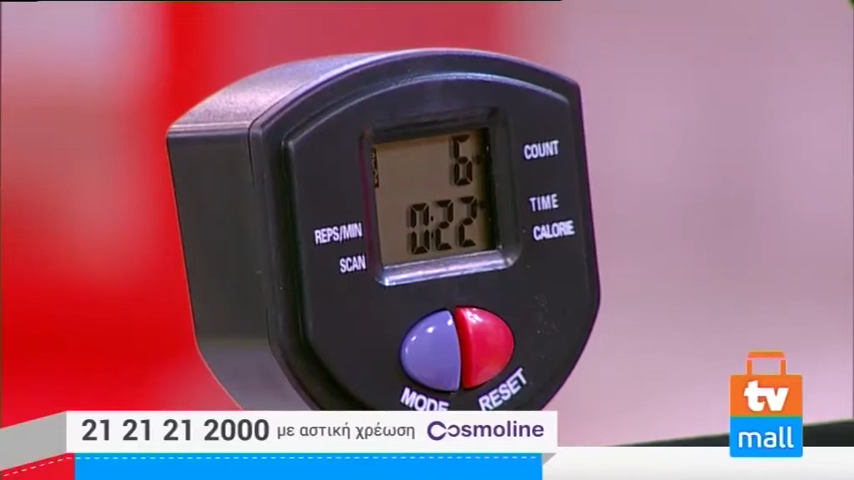 6
COUNT
0:22
TIME
REPS/MIN
CALORIE
SCAN
MODE
RESET
tv
mall
21 21 21 2000 με αστική χρέωση Cosmoline